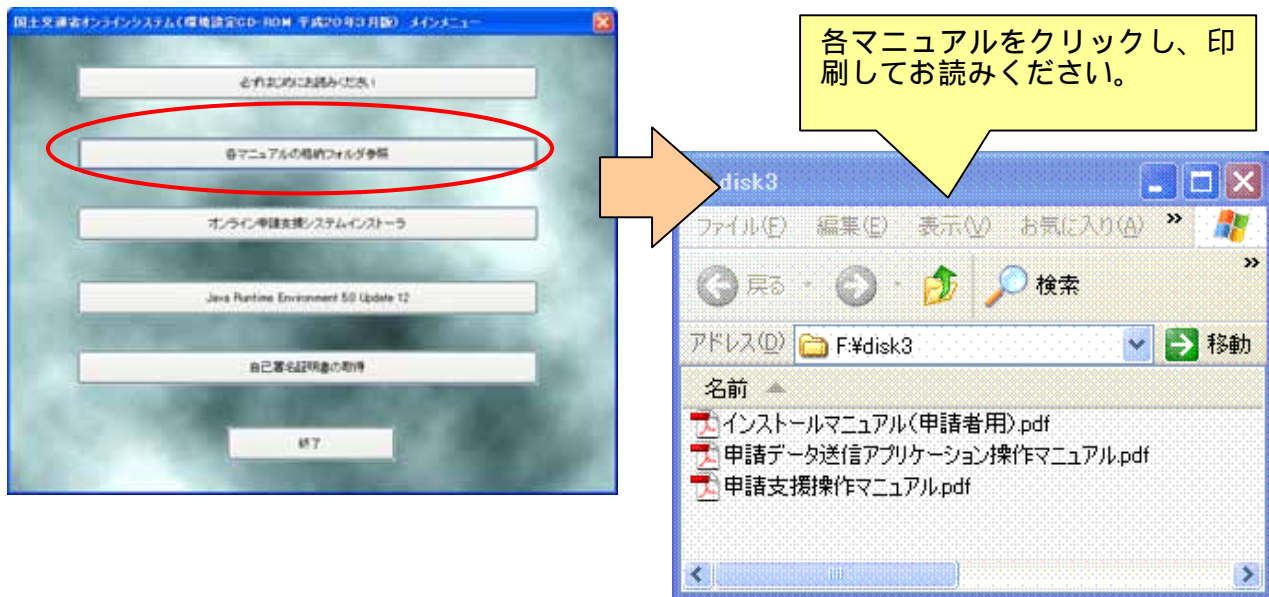 国土交通省オンラインシステム(環境設定CD-ROM 平成20年3月版) メインメニュー
必ずはじめにお読みください
各マニュアルの格納フォルダ参照
オンライン申請支援システムインストーラ
Java Runtime Environment 5.0 Update 12
自己署名証明書の取得
終了
各マニュアルをクリックし、印
刷してお読みください。
disk3
ファイル(F) 編集(E) 表示(V) お気に入り(A) »
戻る 検索 »
アドレス(D) F:¥disk3 移動
名前
インストールマニュアル(申請者用).pdf
申請データ送信アプリケーション操作マニュアル.pdf
申請支援操作マニュアル.pdf